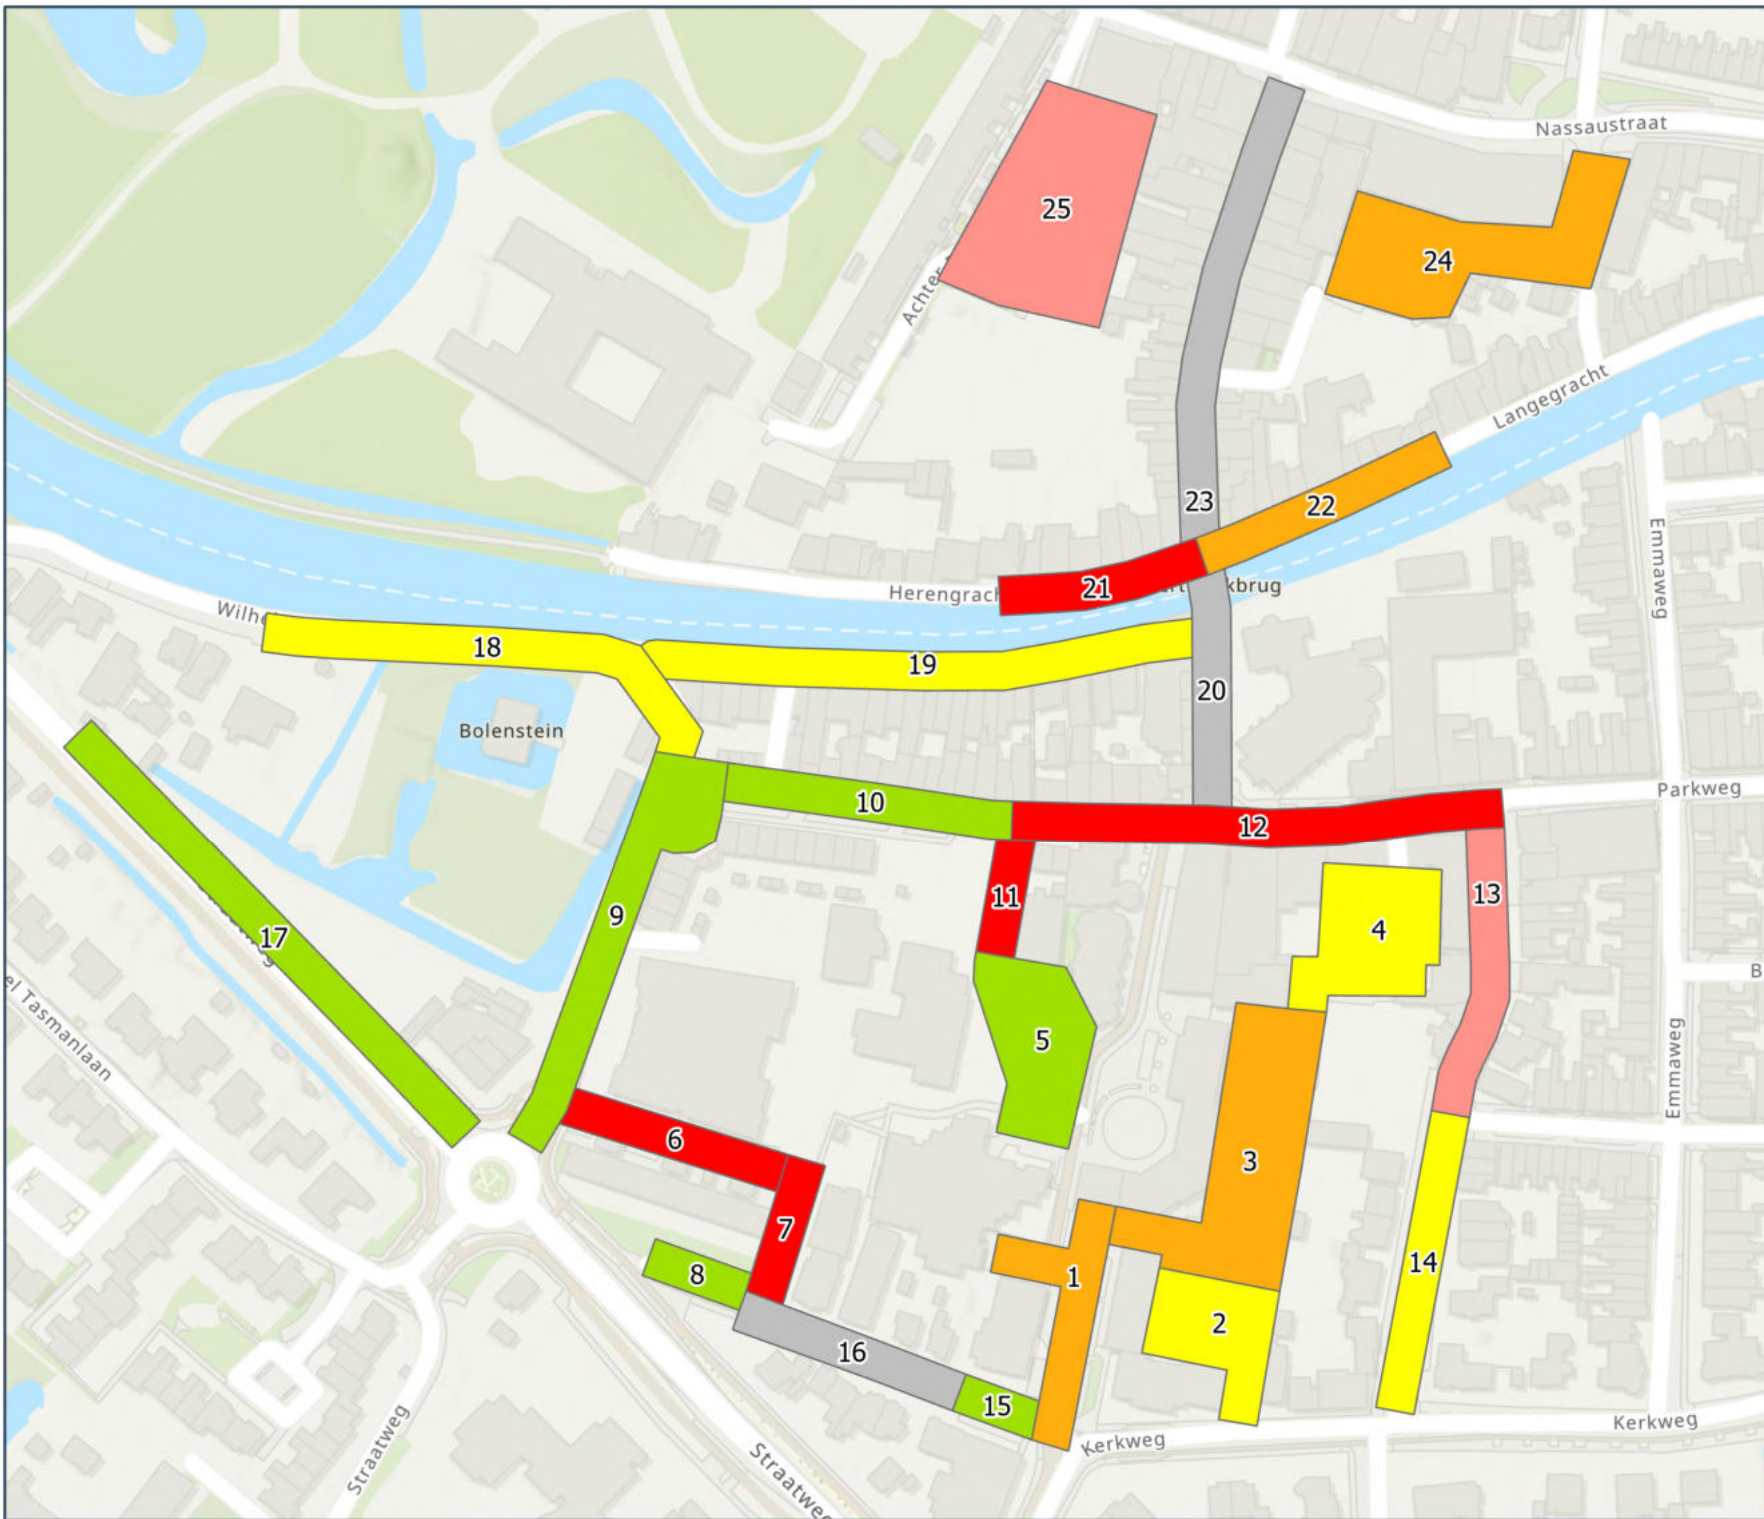 Nassaustraat
25
24
Achter
Langegracht
23
22
Emmaweg
21
Herengrach
kbrug
Wilhe
18
19
20
Bolenstein
Parkweg
10
12
11
13
9
4
17
el Tasmanlaan
5
B
Emmaweg
6
3
7
8
1
14
2
16
15
Straatweg
Kerkweg
Kerkweg
Straatweg